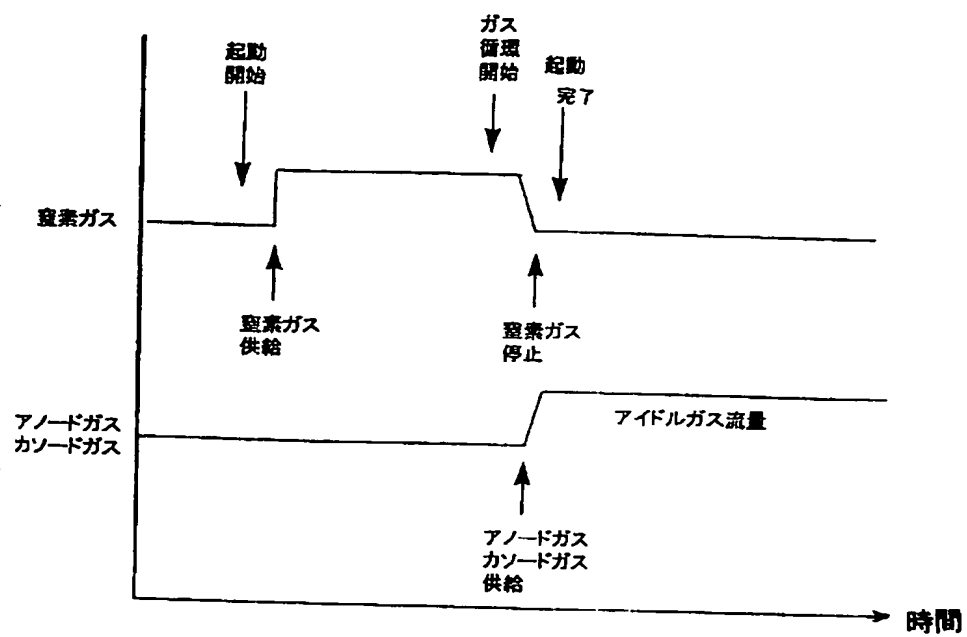 起動
開始
ガス
循環
開始
起動
完了
窒素ガス
窒素ガス
供給
窒素ガス
停止
アノードガス
カソードガス
アイドルガス流量
アノードガス
カソードガス
供給
時間